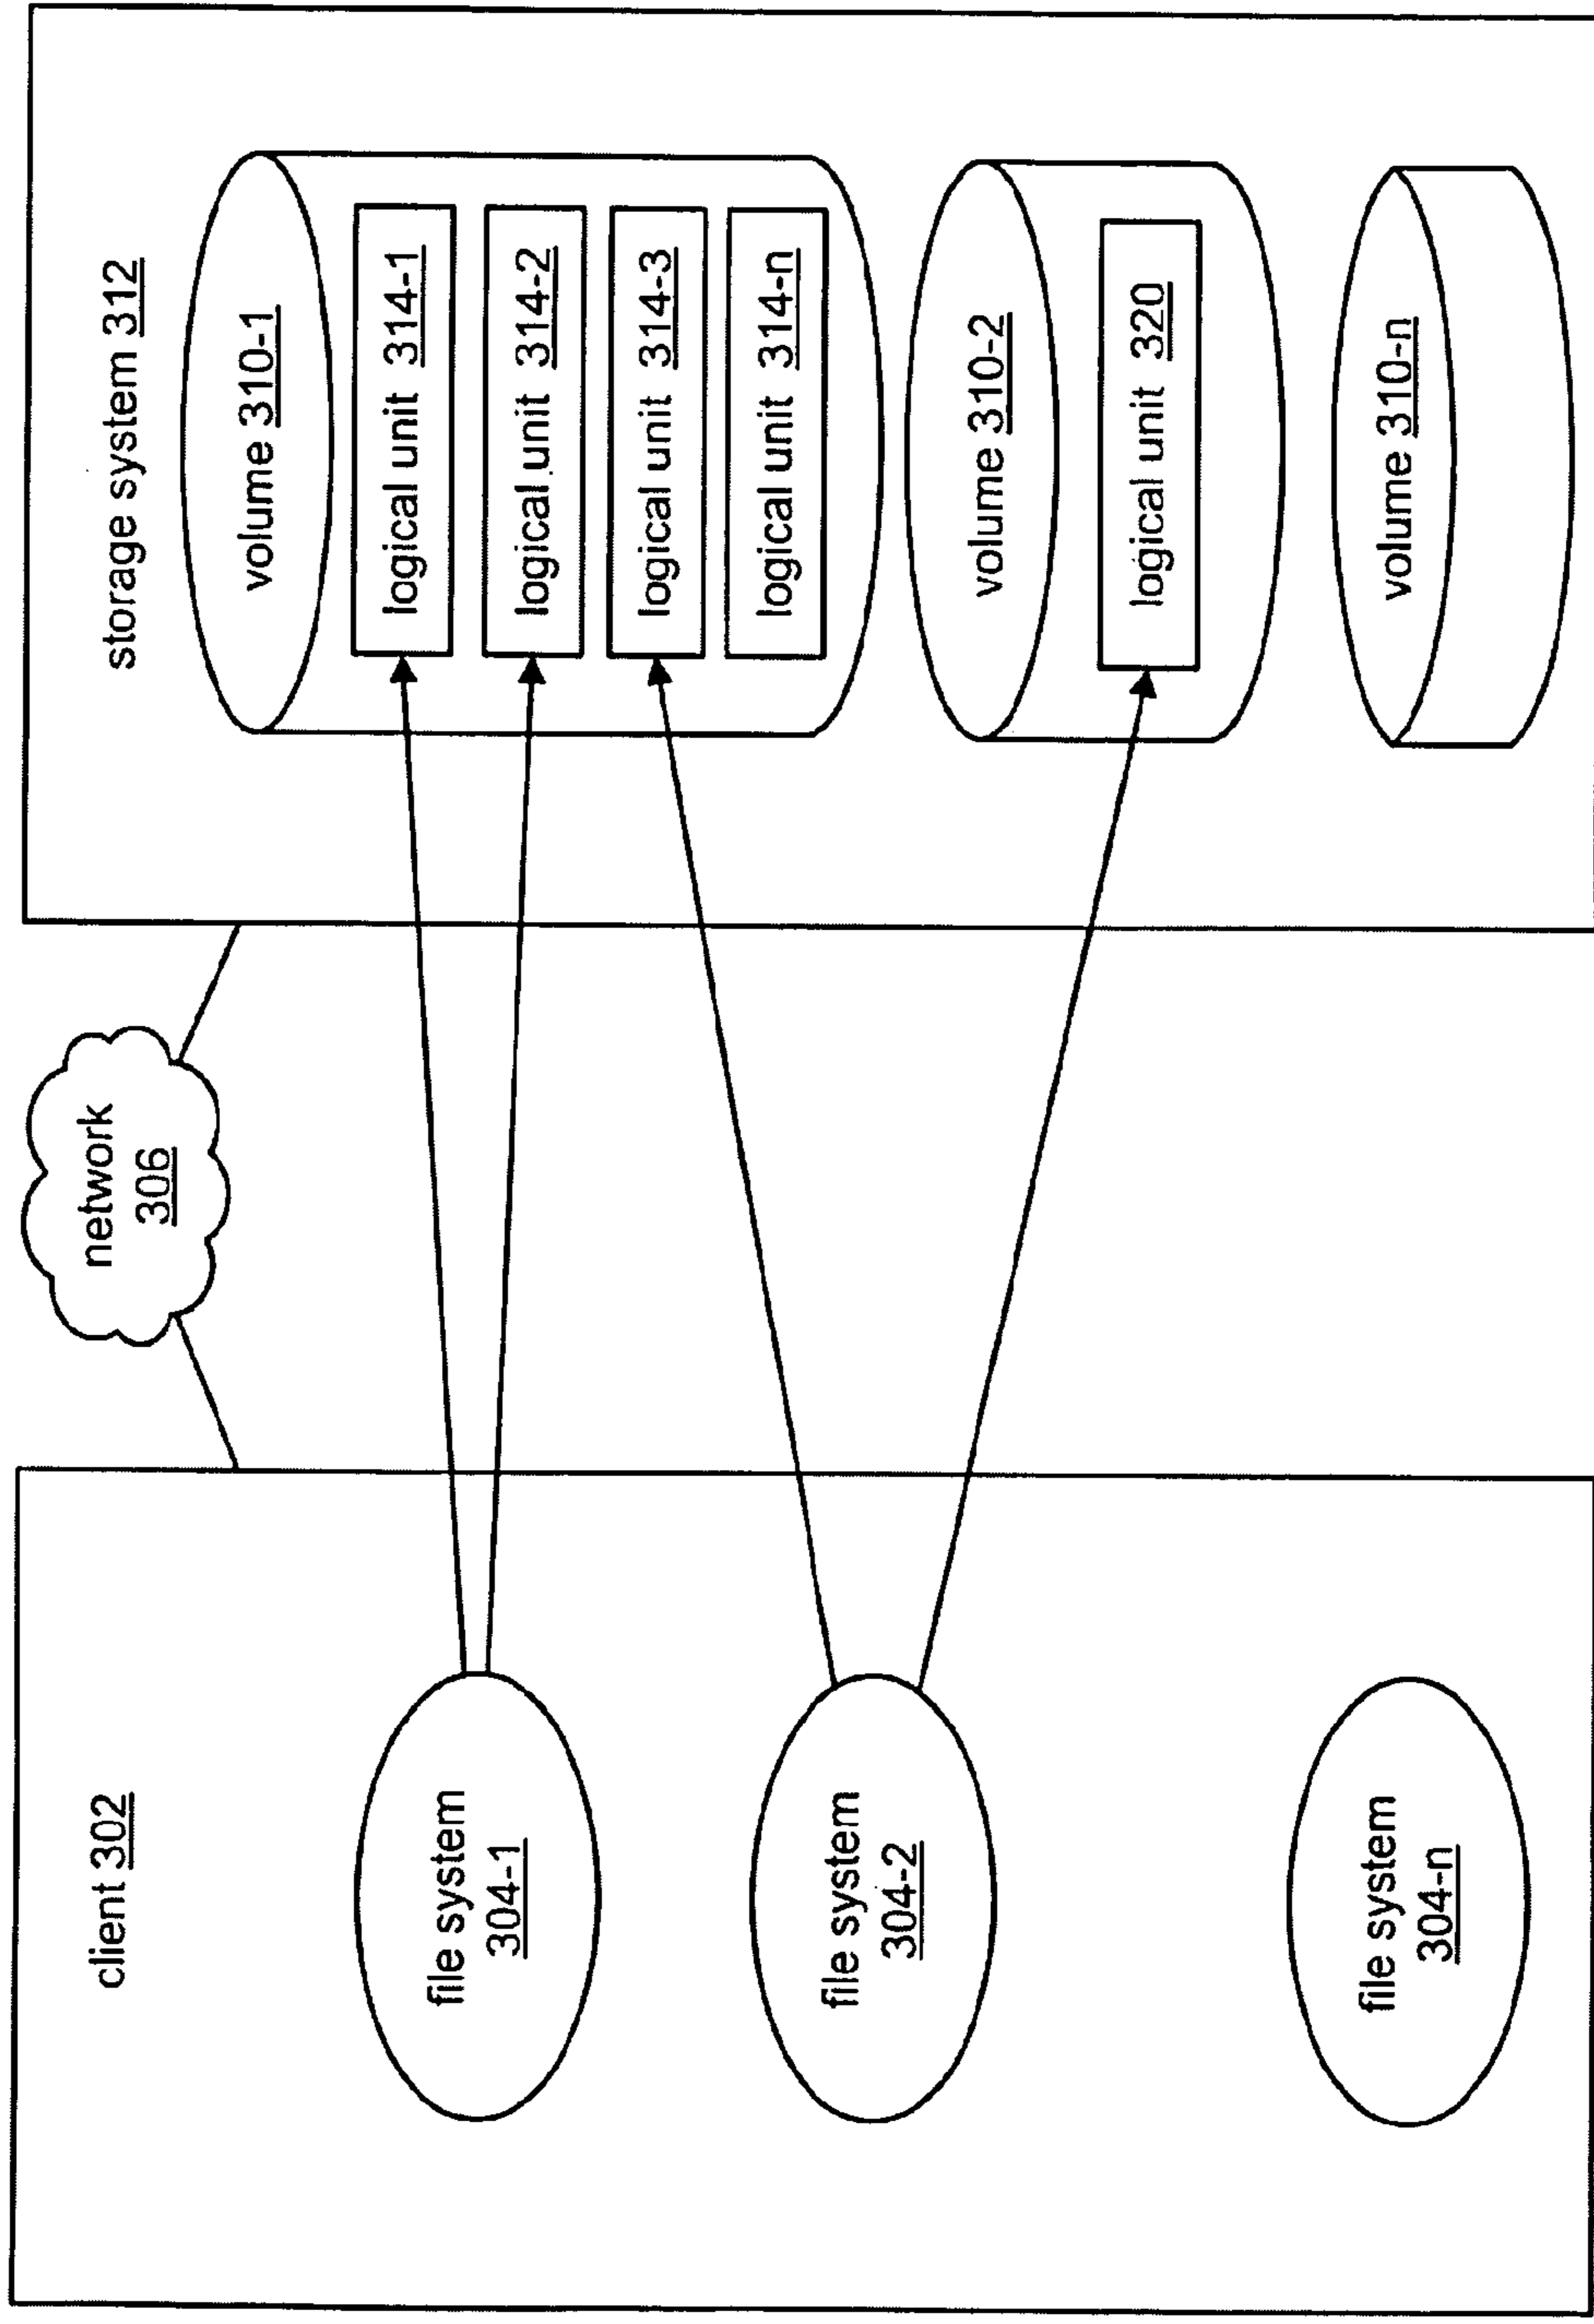 client 302
file system
304-1
file system
304-2
file system
304-n
network
306
storage system 312
volume 310-1
logical unit 314-1
logical unit 314-2
logical unit 314-3
logical unit 314-n
volume 310-2
logical unit 320
volume 310-n